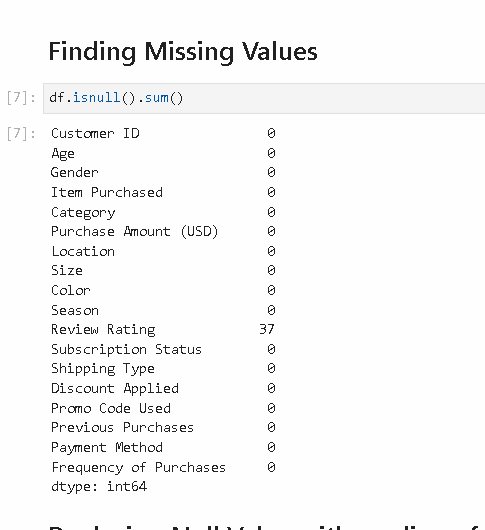 Finding Missing Values
[7]: df.isnull().sum()
[7]: Customer ID 0
Age 0
Gender 0
Item Purchased 0
Category 0
Purchase Amount (USD) 0
Location 0
Size 0
Color 0
Season 0
Review Rating 37
Subscription Status 0
Shipping Type 0
Discount Applied 0
Promo Code Used 0
Previous Purchases 0
Payment Method 0
Frequency of Purchases 0
dtype: int64